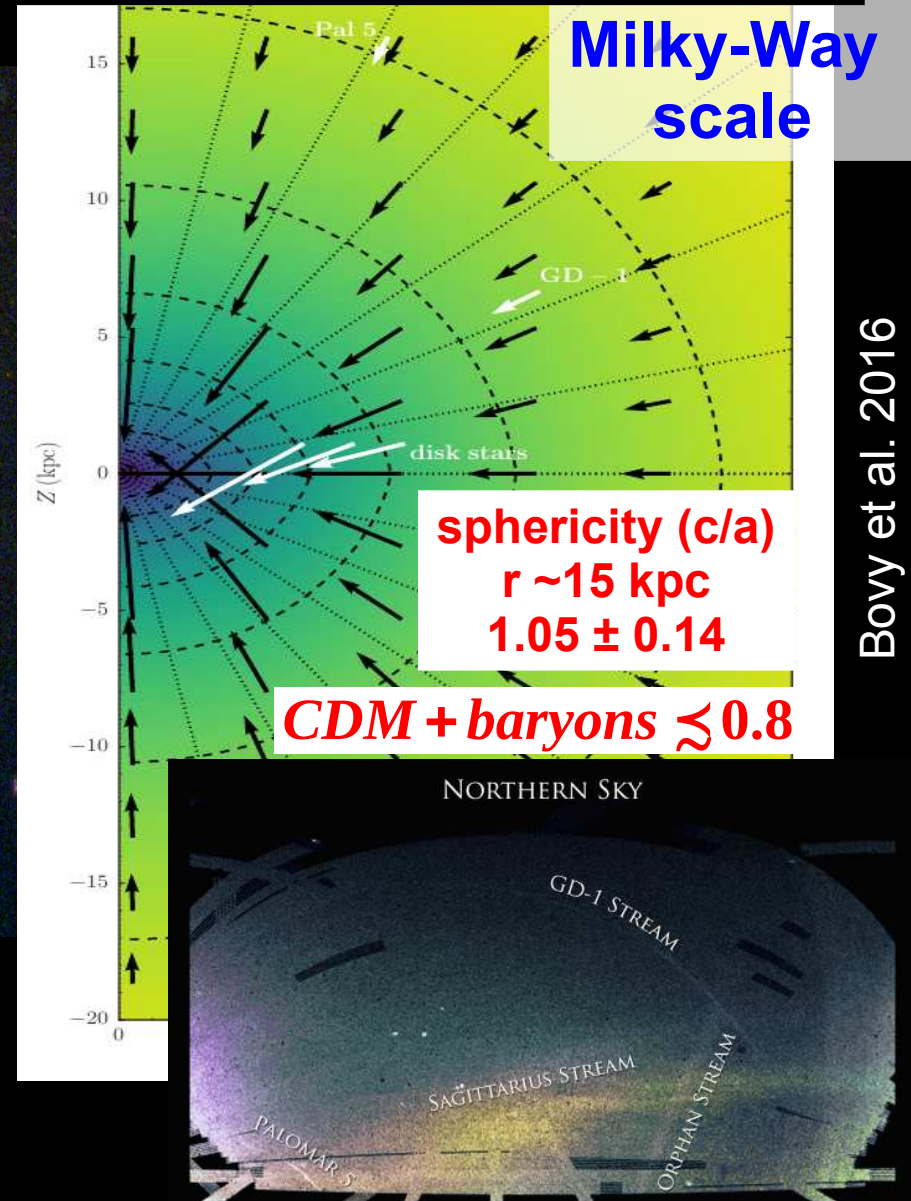 Milky-Way
scale
Pal 5
15
10
GD − 1
5
Z (kpc)
0
disk stars
Bovy et al. 2016
sphericity (c/a)
r ~15 kpc
1.05 ± 0.14
−5
CDM + baryons ≾ 0.8
−10
−15
−20
0
NORTHERN SKY
GD-1 STREAM
SAGITTARIUS STREAM
ORPHAN STREAM
PALOMAR 5